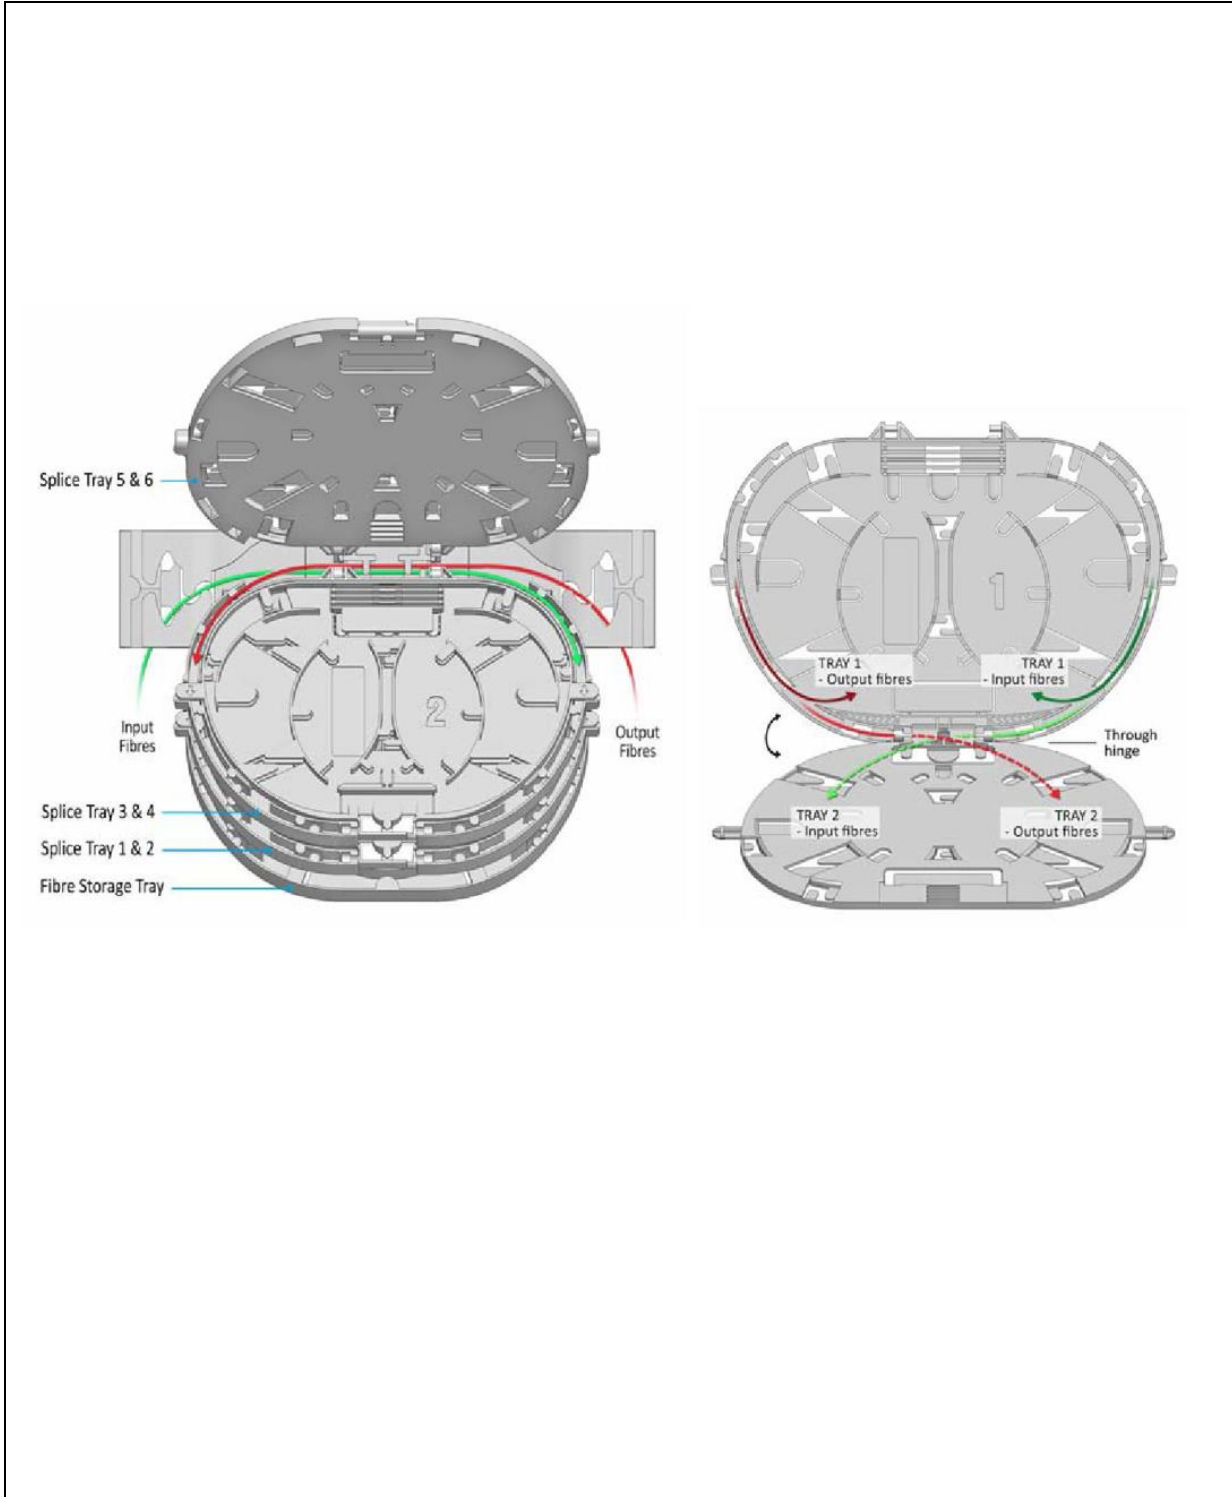 Splice Tray 5 & 6
2
Input
Fibres
Output
Fibres
Splice Tray 3 & 4
Splice Tray 1 & 2
Fibre Storage Tray
1
TRAY 1
- Output fibres
TRAY 1
- Input fibres
Through
hinge
TRAY 2
- Input fibres
TRAY 2
- Output fibres